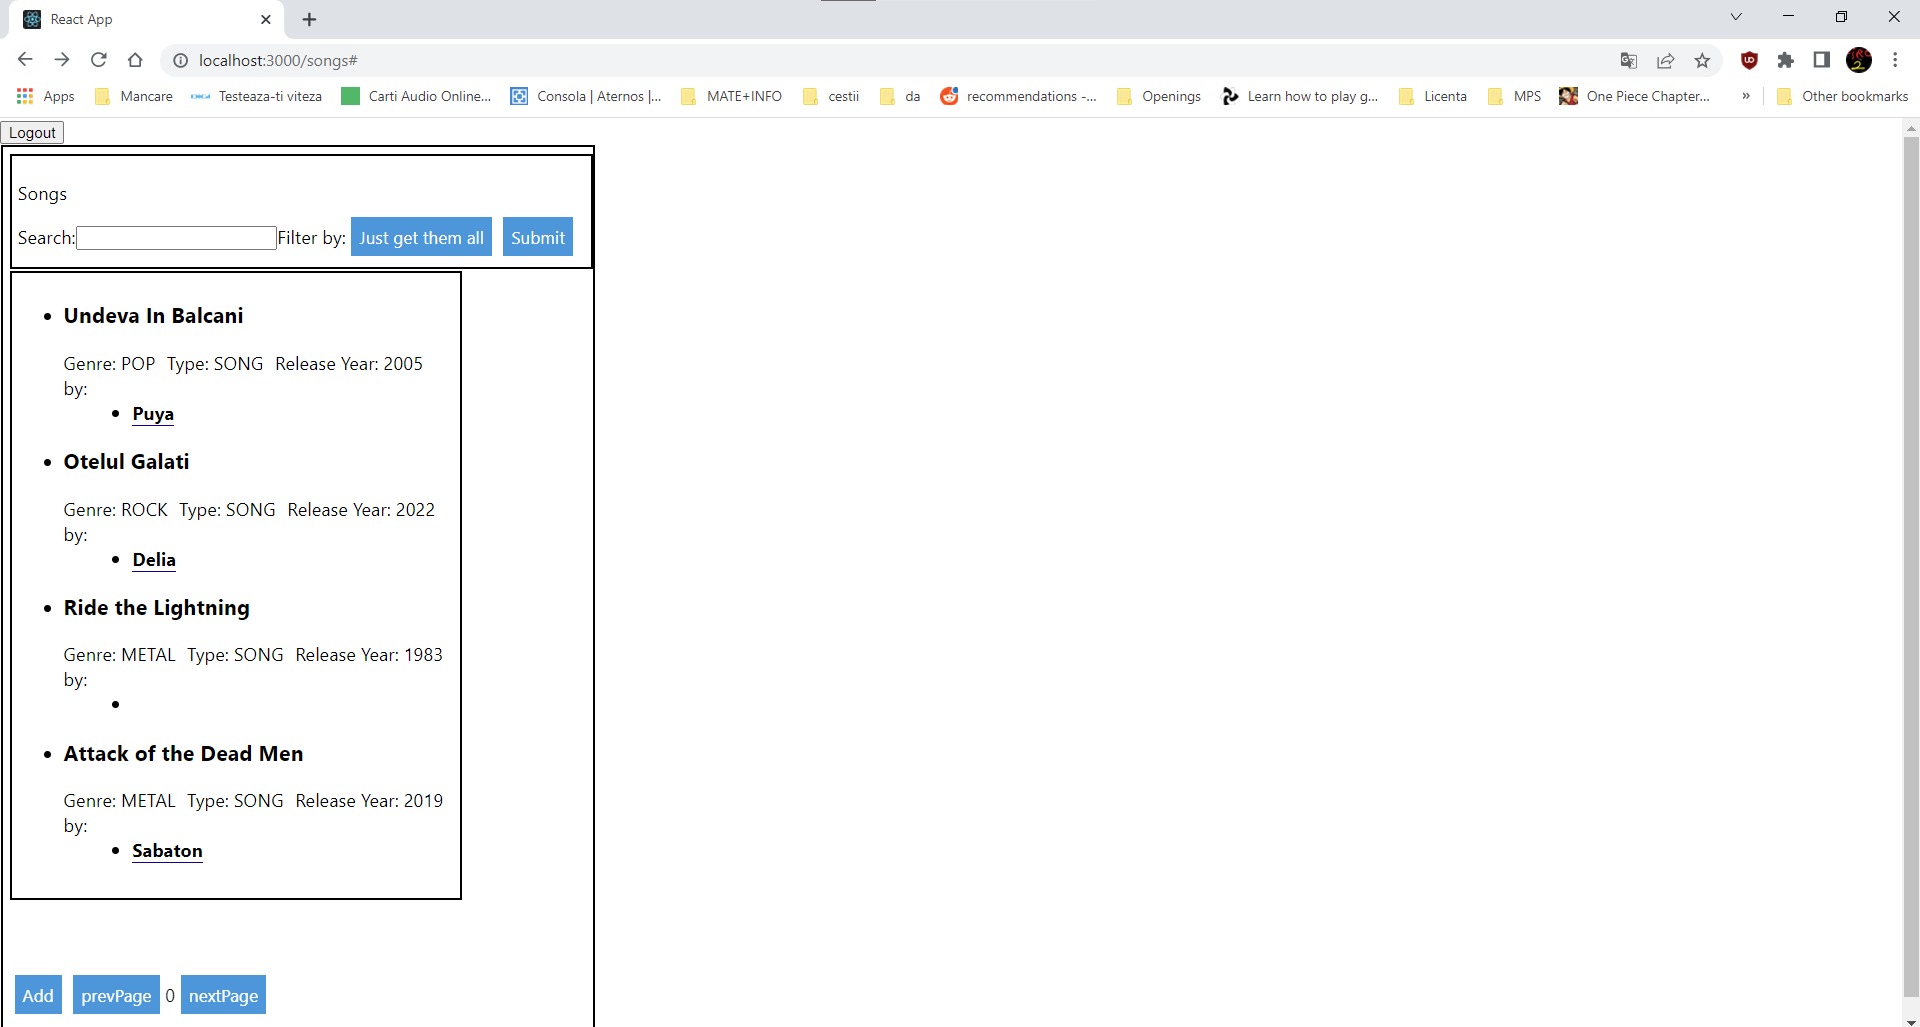 React App
localhost:3000/songs#
Apps Mancare Testeaza-ti viteza Carti Audio Online... Consola | Aternos |... MATE+INFO cestii da recommendations -... Openings Learn how to play g... Licenta MPS One Piece Chapter... » Other bookmarks
Logout
Songs
Search: Filter by: Just get them all Submit
Undeva In Balcani
Genre: POP Type: SONG Release Year: 2005
by:
Puya
Otelul Galati
Genre: ROCK Type: SONG Release Year: 2022
by:
Delia
Ride the Lightning
Genre: METAL Type: SONG Release Year: 1983
by:
Attack of the Dead Men
Genre: METAL Type: SONG Release Year: 2019
by:
Sabaton
Add prevPage 0 nextPage